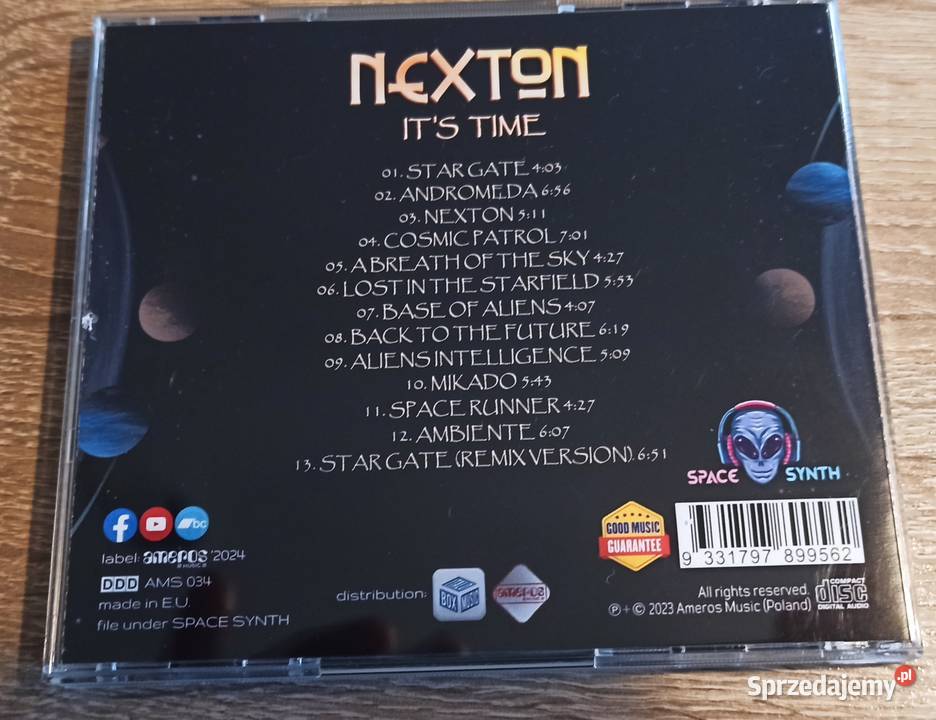 NEXTON
IT'S TIME
01. STAR GATE 4:03
02. ANDROMEDA 6:56
03. NEXTON 5:11
04. COSMIC PATROL 7:01
05. A BREATH OF THE SKY 4:27
06. LOST IN THE STARFIELD 5:53
07. BASE OF ALIENS 4:07
08. BACK TO THE FUTURE 6:19
09. ALIENS INTELLIGENCE 5:09
10. MIKADO 5:43
11. SPACE RUNNER 4:27
12. AMBIENTE 6:07
13. STAR GATE (REMIX VERSION). 6:51
SPACE SYNTH
bc
label: ameros '2024
MUSIC
DDD AMS 034
made in E.U.
file under SPACE SYNTH
distribution: BOX MUSIC ameros
GOOD MUSIC
GUARANTEE
9 331797 899562
All rights reserved.
℗ + © 2023 Ameros Music (Poland)
COMPACT
disc
DIGITAL AUDIO
Sprzedajemy.pl